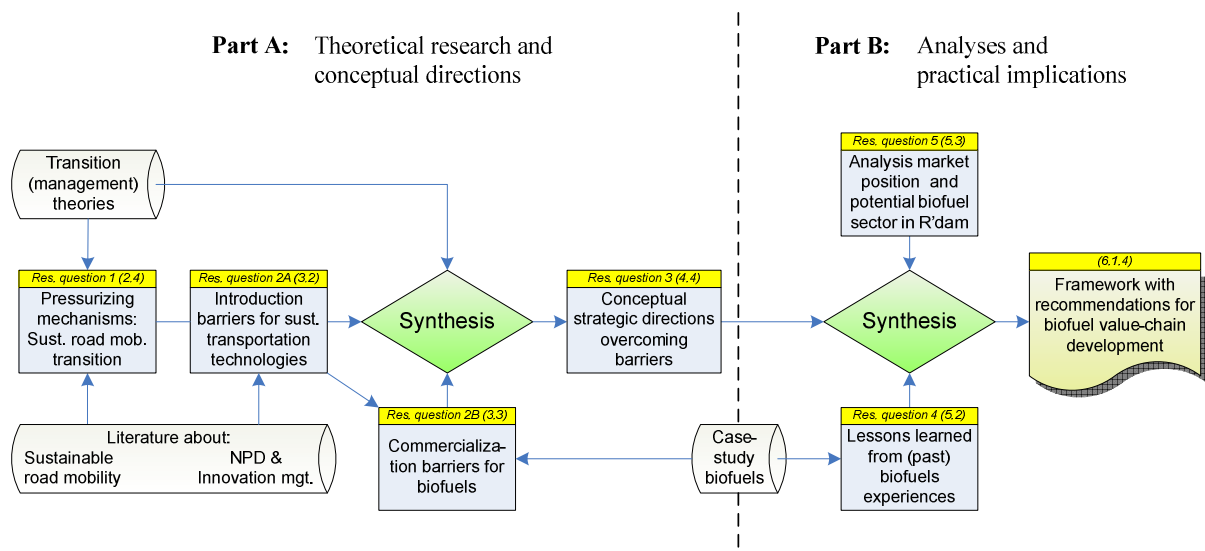 Part A: Theoretical research and
conceptual directions
Part B: Analyses and
practical implications
Transition
(management)
theories
Res. question 1 (2,4)
Pressurizing
mechanisms:
Sust. road mob.
transition
Res. question 2A (3,2)
Introduction
barriers for sust.
transportation
technologies
Synthesis
Res. question 3 (4,4)
Conceptual
strategic directions
overcoming
barriers
Res. question 5 (5,3)
Analysis market
position and
potential biofuel
sector in R'dam
Synthesis
(6.1,4)
Framework with
recommendations for
biofuel value-chain
development
Literature about:
Sustainable
road mobility
NPD &
Innovation mgt.
Res. question 2B (3,3)
Commercializa-
tion barriers for
biofuels
Case-
study
biofuels
Res. question 4 (5,2)
Lessons learned
from (past)
biofuels
experiences